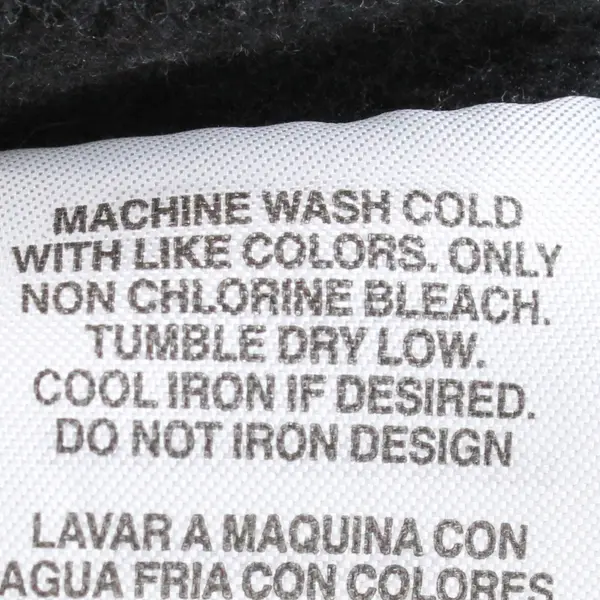 MACHINE WASH COLD
WITH LIKE COLORS. ONLY
NON CHLORINE BLEACH.
TUMBLE DRY LOW.
COOL IRON IF DESIRED.
DO NOT IRON DESIGN
LAVAR A MAQUINA CON
AGUA FRIA CON COLORES